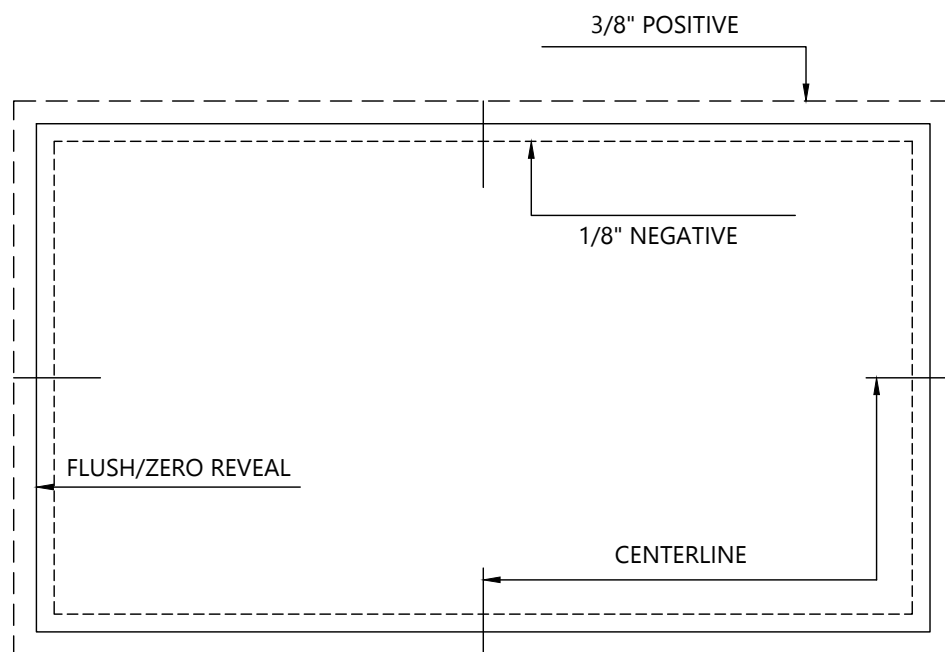 3/8" POSITIVE
1/8" NEGATIVE
FLUSH/ZERO REVEAL
CENTERLINE